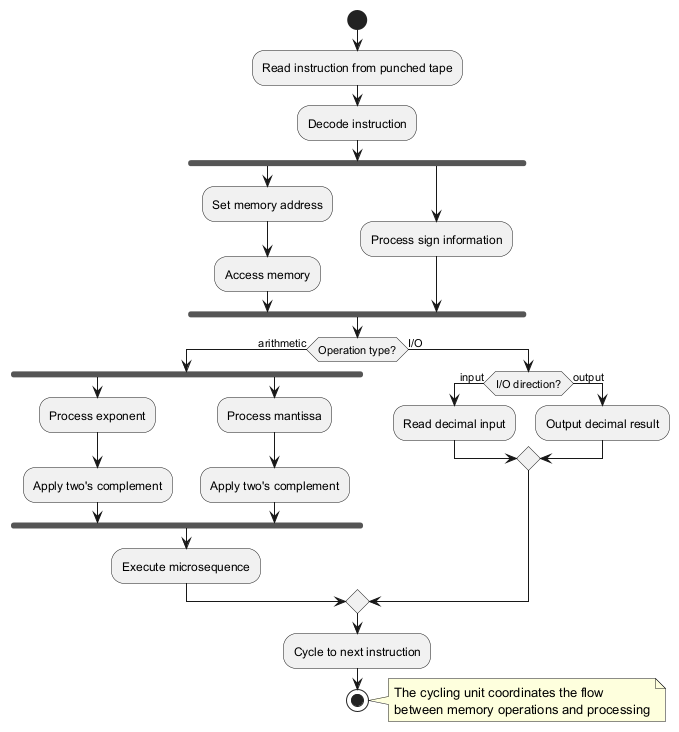 Read instruction from punched tape
Decode instruction
Set memory address
Process sign information
Access memory
Operation type?
arithmetic
I/O
Process exponent
Process mantissa
Apply two's complement
Apply two's complement
Execute microsequence
I/O direction?
input
output
Read decimal input
Output decimal result
Cycle to next instruction
The cycling unit coordinates the flow
between memory operations and processing